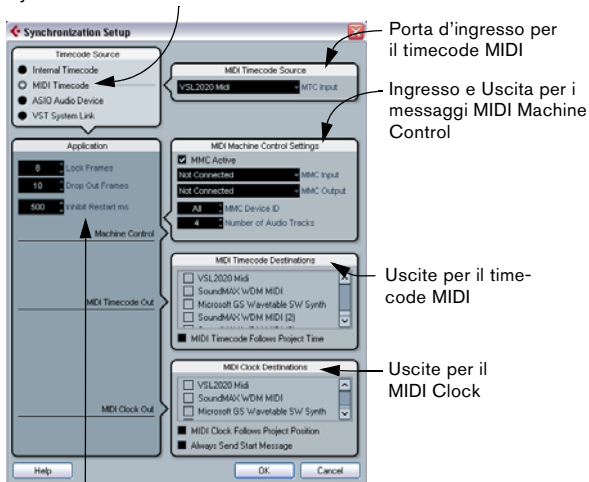 Porta d'ingresso per
il timecode MIDI
Ingresso e Uscita per i
messaggi MIDI Machine
Control
Uscite per il time-
code MIDI
Uscite per il
MIDI Clock
Synchronization Setup
Timecode Source
Internal Timecode
MIDI Timecode
ASIO Audio Device
VST System Link
MIDI Timecode Source
VSL2020 Midi
MTC Input
Application
8 Lock Frames
10 Drop Out Frames
500 Inhibit Restart ms
Machine Control
MIDI Timecode Out
MIDI Clock Out
MIDI Machine Control Settings
MMC Active
Not Connected MMC Input
Not Connected MMC Output
All MMC Device ID
4 Number of Audio Tracks
MIDI Timecode Destinations
VSL2020 Midi
SoundMAX WDM MIDI
Microsoft GS Wavetable SW Synth
SoundMAX WDM MIDI (2)
MIDI Timecode Follows Project Time
MIDI Clock Destinations
VSL2020 Midi
SoundMAX WDM MIDI
Microsoft GS Wavetable SW Synth
MIDI Clock Follows Project Position
Always Send Start Message
Help
OK
Cancel